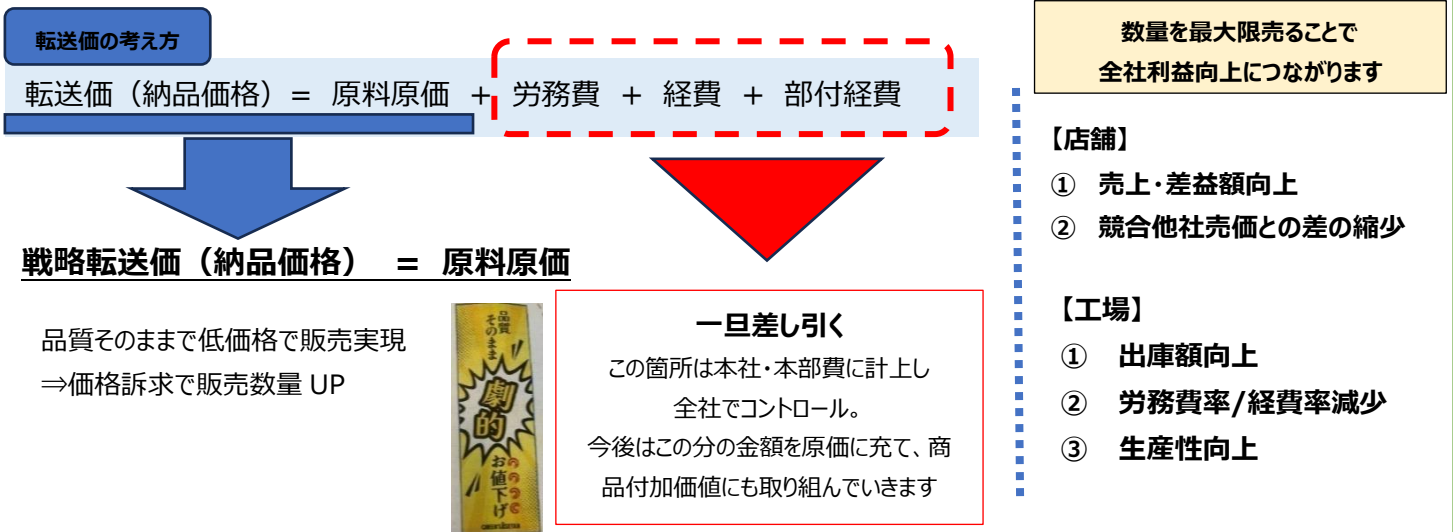 転送価の考え方
転送価（納品価格）= 原料原価 + 労務費 + 経費 + 部付経費
戦略転送価（納品価格） = 原料原価
品質そのままで低価格で販売実現
⇒価格訴求で販売数量 UP
品質
そのまま
劇的
お値下げ
一旦差し引く
この箇所は本社・本部費に計上し
全社でコントロール。
今後はこの分の金額を原価に充て、商
品付加価値にも取り組んでいきます
数量を最大限売ることで
全社利益向上につながります
【店舗】
① 売上・差益額向上
② 競合他社売価との差の縮少
【工場】
① 出庫額向上
② 労務費率/経費率減少
③ 生産性向上